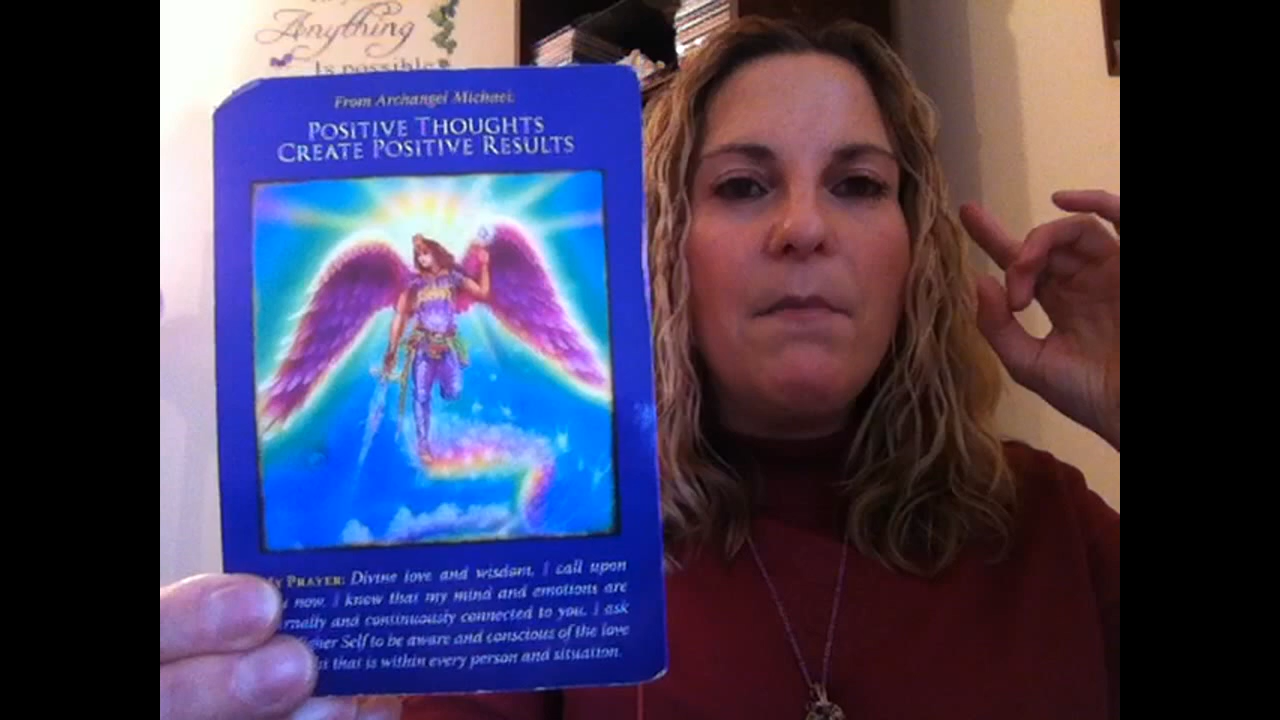 Anything
Is possible
From Archangel Michael:
POSITIVE THOUGHTS
CREATE POSITIVE RESULTS
PRAYER: Divine love and wisdom, I call upon
now. I know that my mind and emotions are
and continuously connected to you. I ask
Self to be aware and conscious of the love
that is within every person and situation.